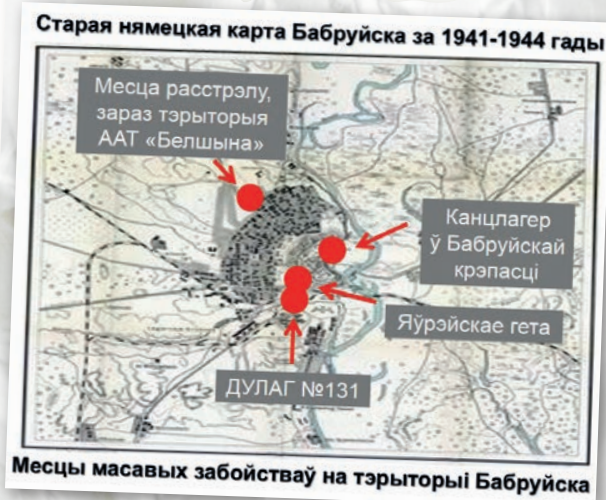 Старая нямецкая карта Бабруйска за 1941-1944 гады
Месца расстрэлу,
зараз тэрыторыя
ААТ «Белшына»
Канцлагер
ў Бабруйскай
крэпасці
Яўрэйскае гета
ДУЛАГ №131
Месцы масавых забойстваў на тэрыторыі Бабруйска